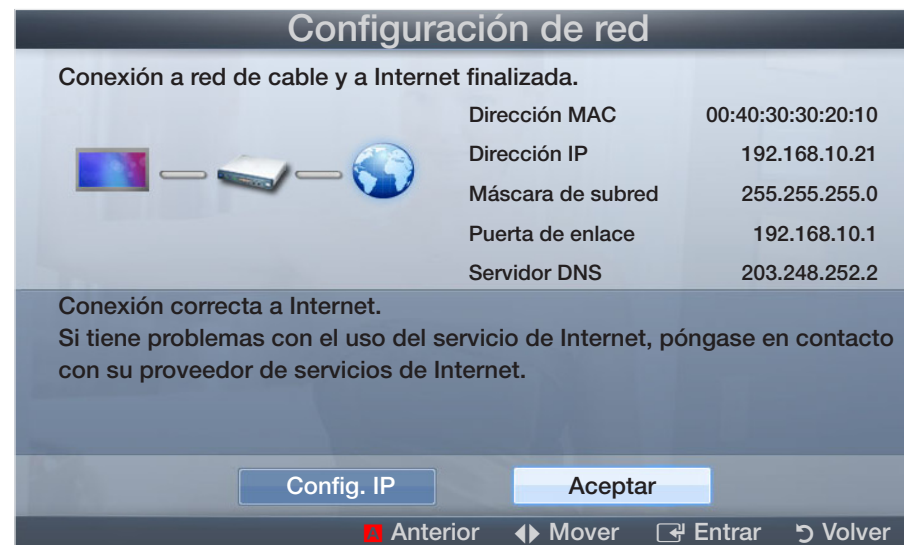 Configuración de red
Conexión a red de cable y a Internet finalizada.
Dirección MAC 00:40:30:30:20:10
Dirección IP 192.168.10.21
Máscara de subred 255.255.255.0
Puerta de enlace 192.168.10.1
Servidor DNS 203.248.252.2
Conexión correcta a Internet.
Si tiene problemas con el uso del servicio de Internet, póngase en contacto
con su proveedor de servicios de Internet.
Config. IP Aceptar
A Anterior Mover Entrar Volver